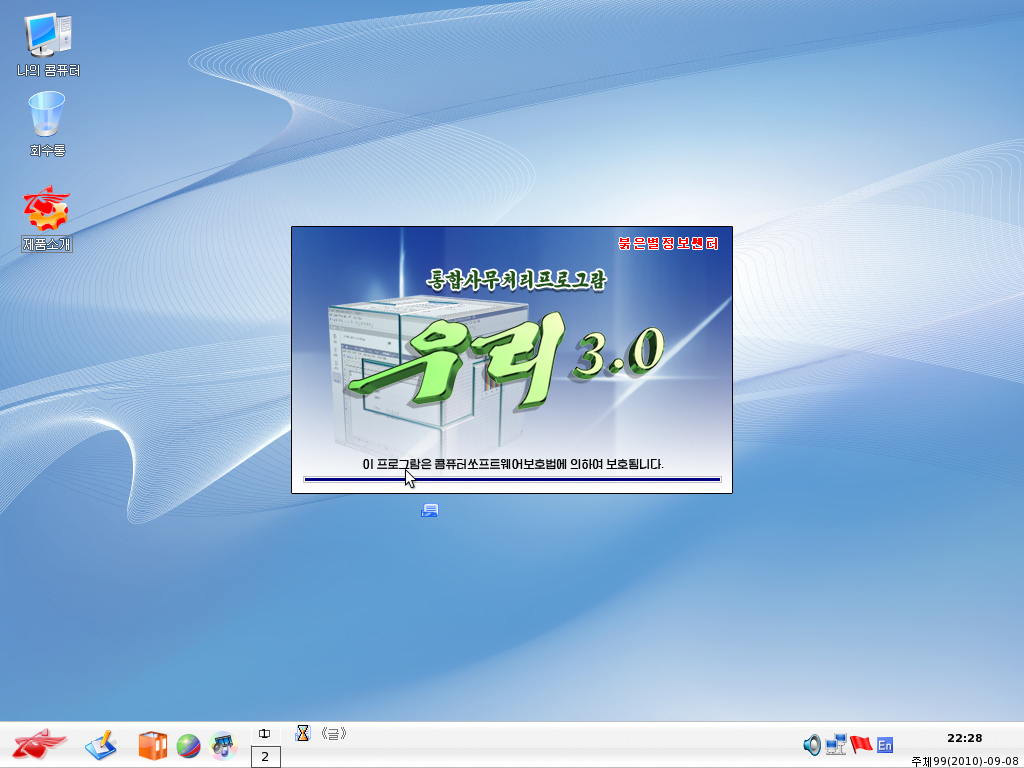 나의 콤퓨터
회수통
제품소개
붉은별정보쎈터
통합사무처리프로그람
우리 3.0
이 프로그람은 콤퓨터쏘프트웨어보호법에 의하여 보호됩니다.
1
2
《글》
En
22:28
주체99(2010)-09-08